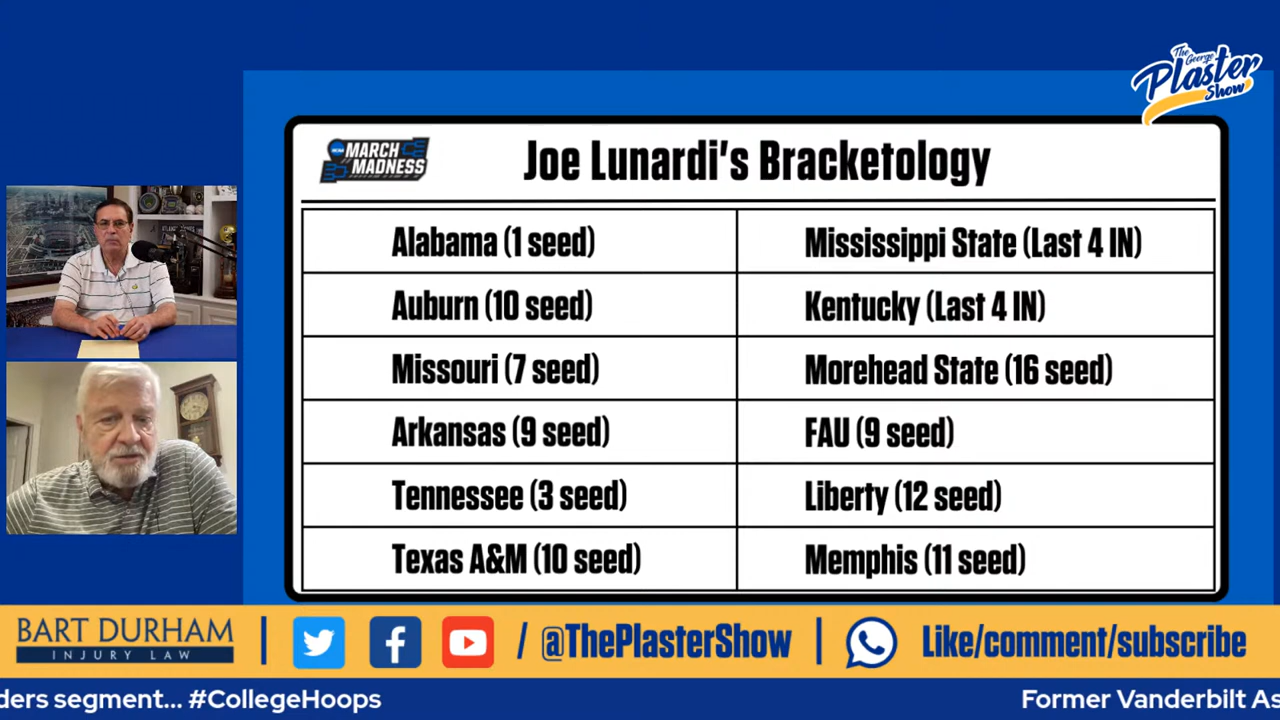 The
George
Plaster
Show
NCAA
MARCH
MADNESS
Joe Lunardi's Bracketology
Alabama (1 seed)
Mississippi State (Last 4 IN)
Auburn (10 seed)
Kentucky (Last 4 IN)
Missouri (7 seed)
Morehead State (16 seed)
Arkansas (9 seed)
FAU (9 seed)
Tennessee (3 seed)
Liberty (12 seed)
Texas A&M (10 seed)
Memphis (11 seed)
BART DURHAM
INJURY LAW
/ @ThePlasterShow
Like/comment/subscribe
ders segment... #CollegeHoops
Former Vanderbilt As